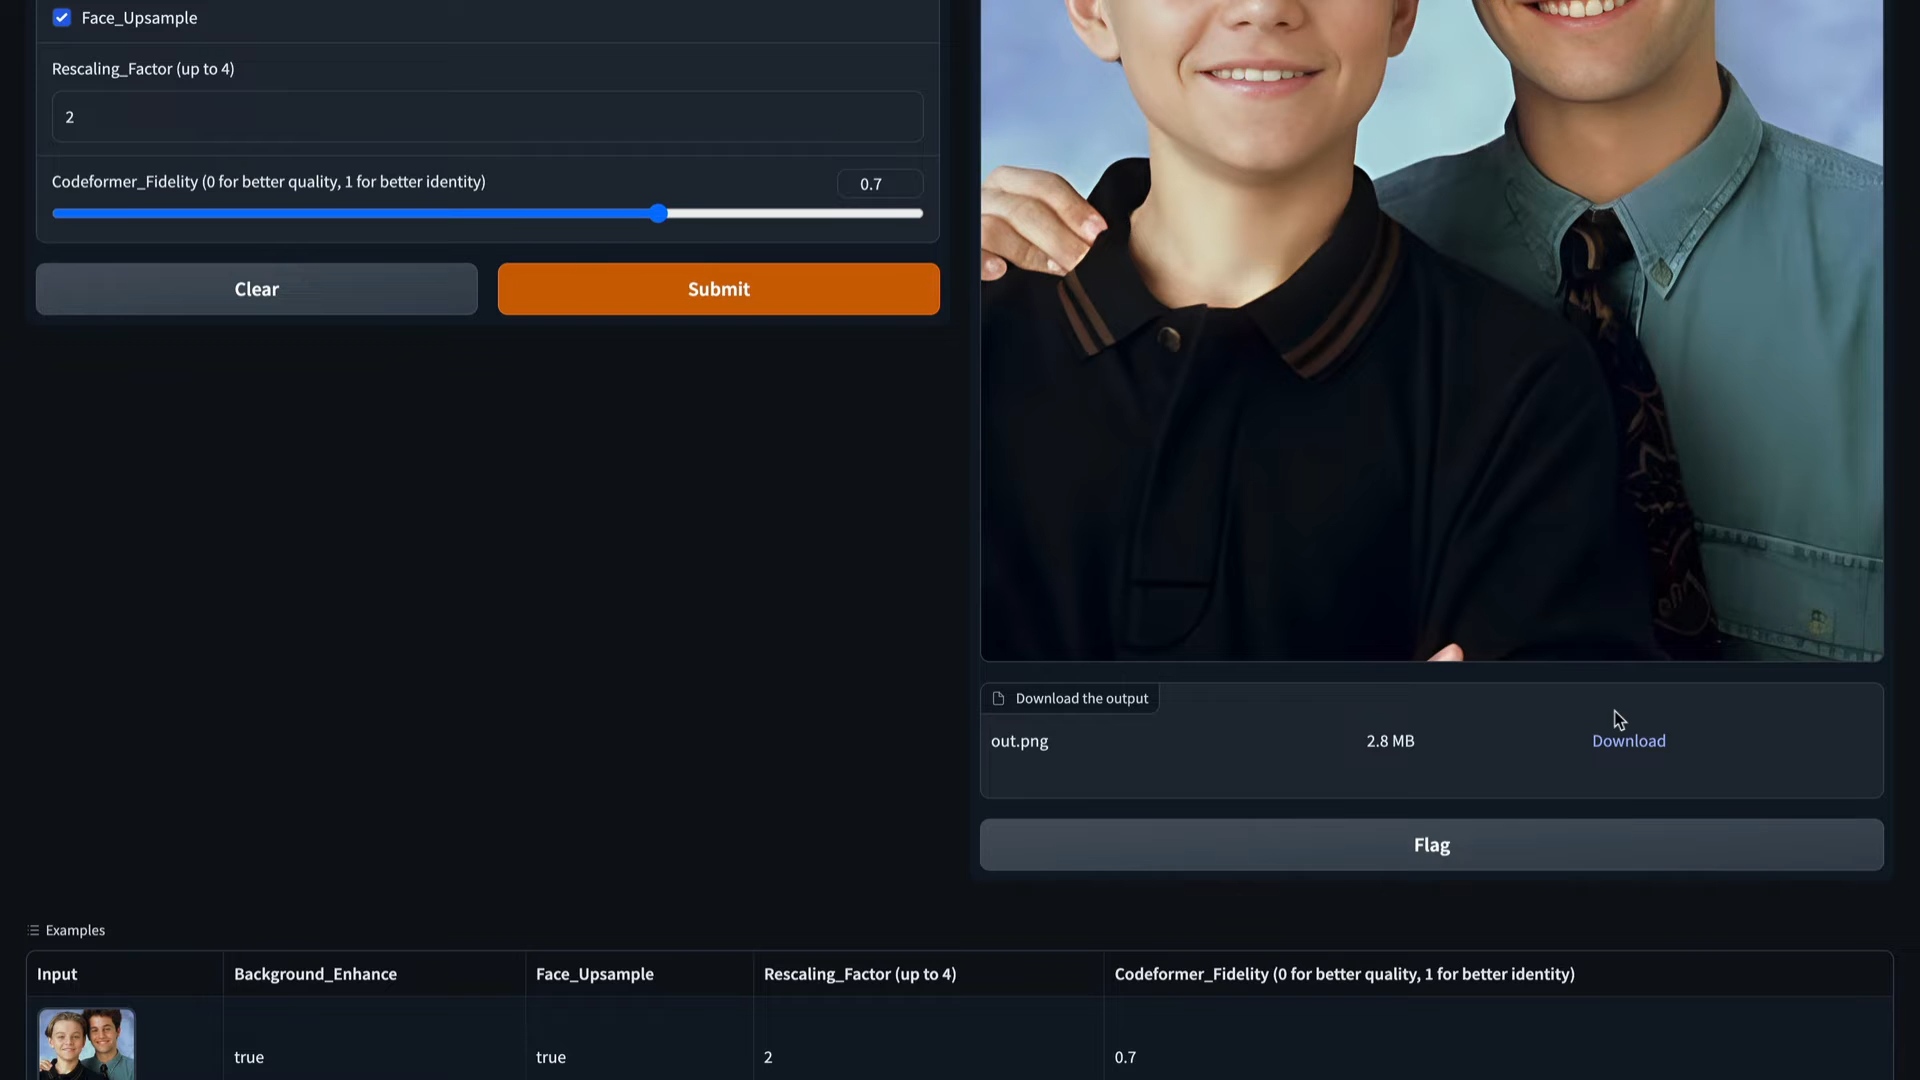 Face_Upsample
Rescaling_Factor (up to 4)
2
Codeformer_Fidelity (0 for better quality, 1 for better identity)
0.7
Clear
Submit
Download the output
out.png
2.8 MB
Download
Flag
Examples
Input
Background_Enhance
Face_Upsample
Rescaling_Factor (up to 4)
Codeformer_Fidelity (0 for better quality, 1 for better identity)
true
true
2
0.7